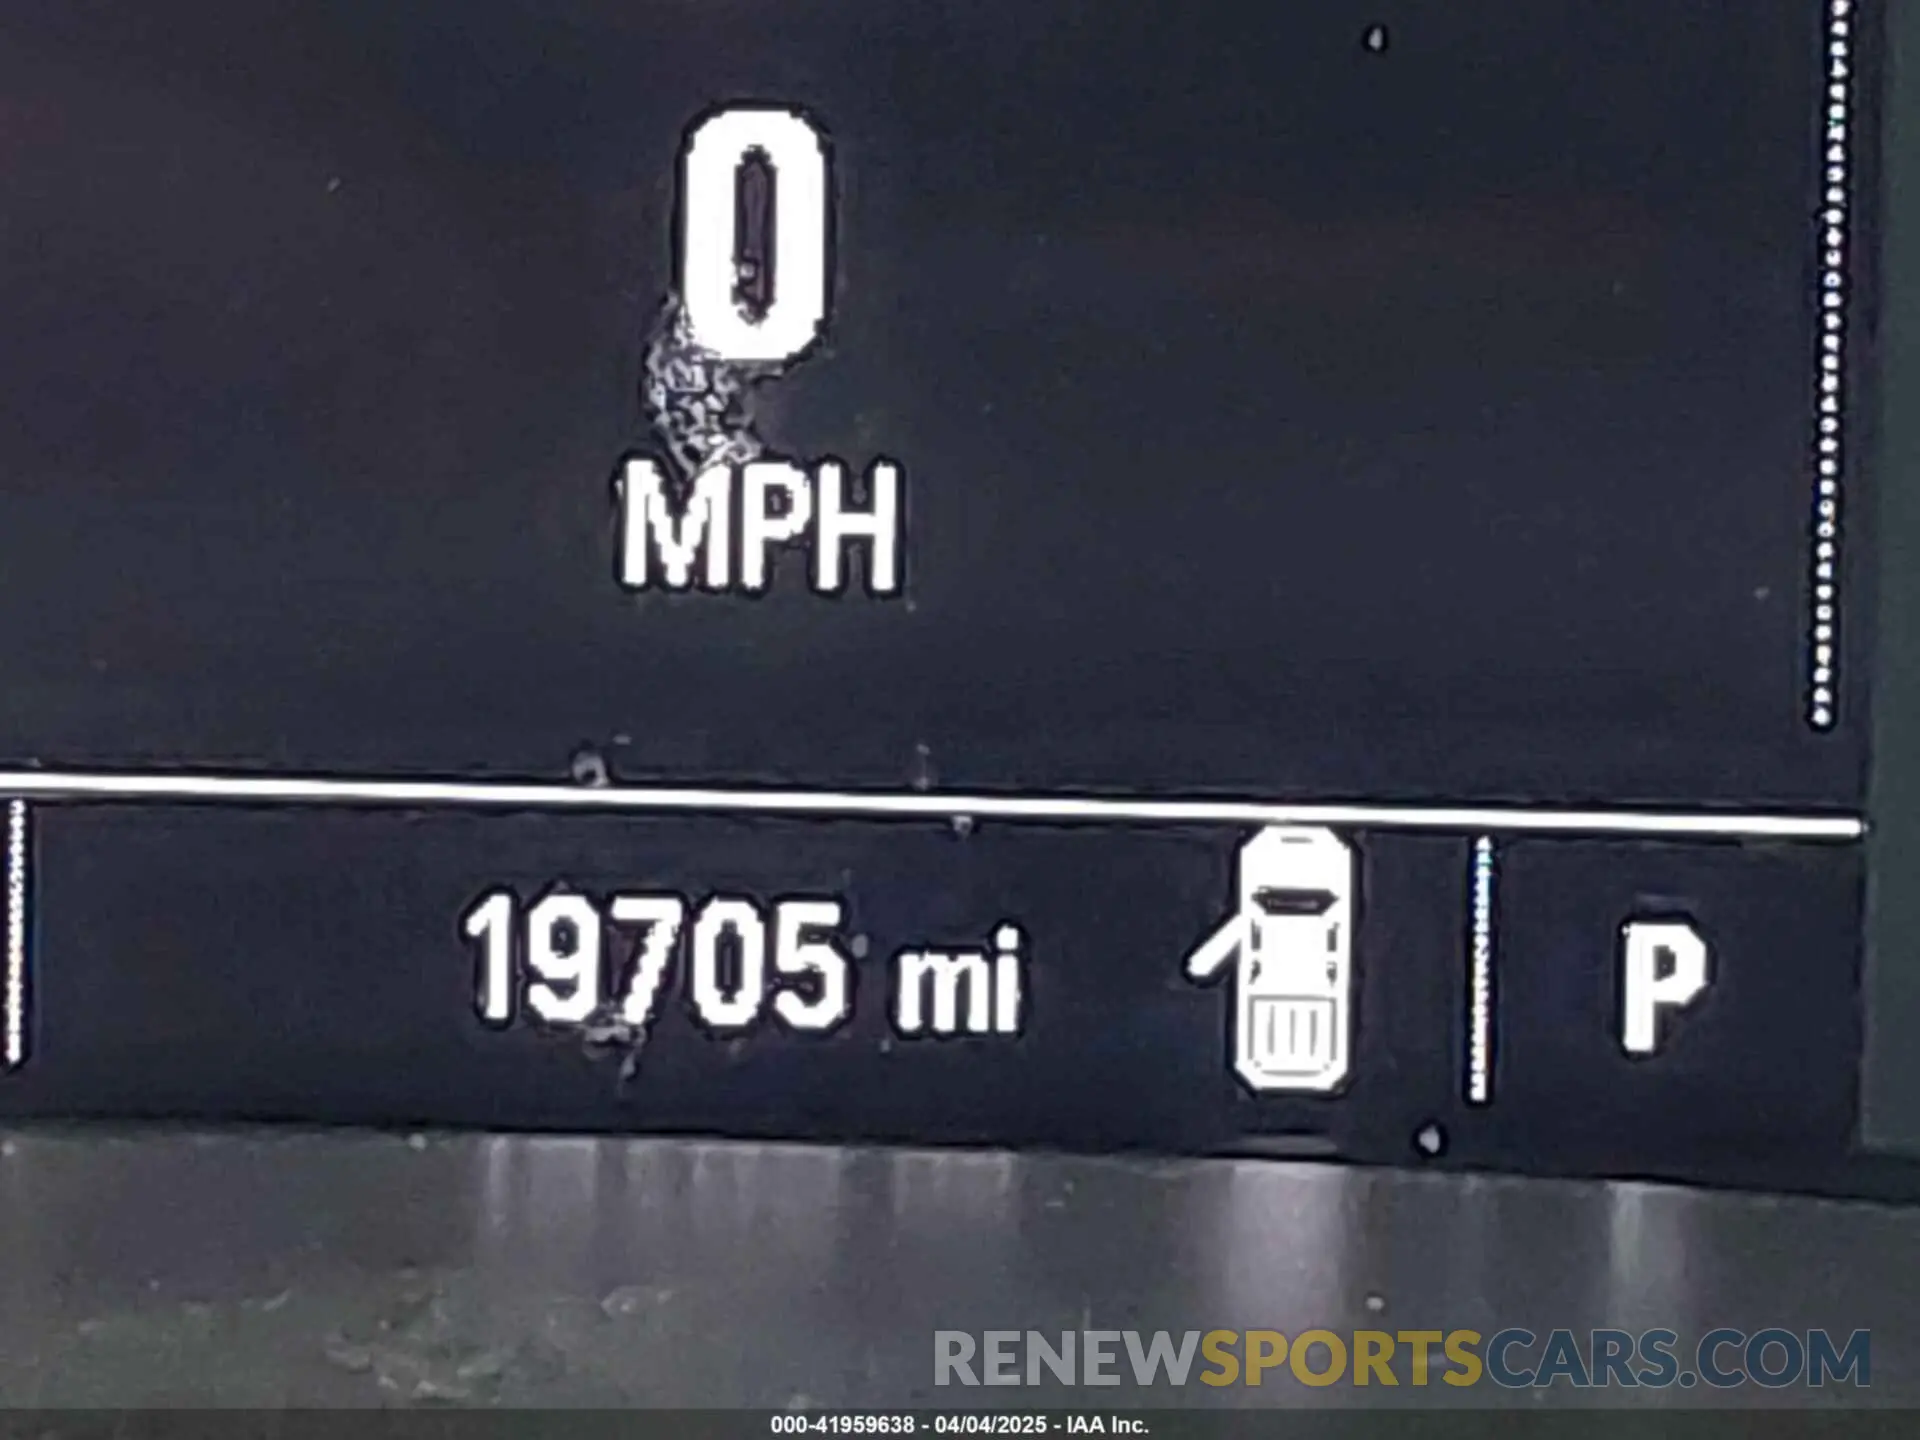 0
MPH
19705 mi
P
RENEWSPORTSCARS.COM
000-41959638 - 04/04/2025 - IAA Inc.